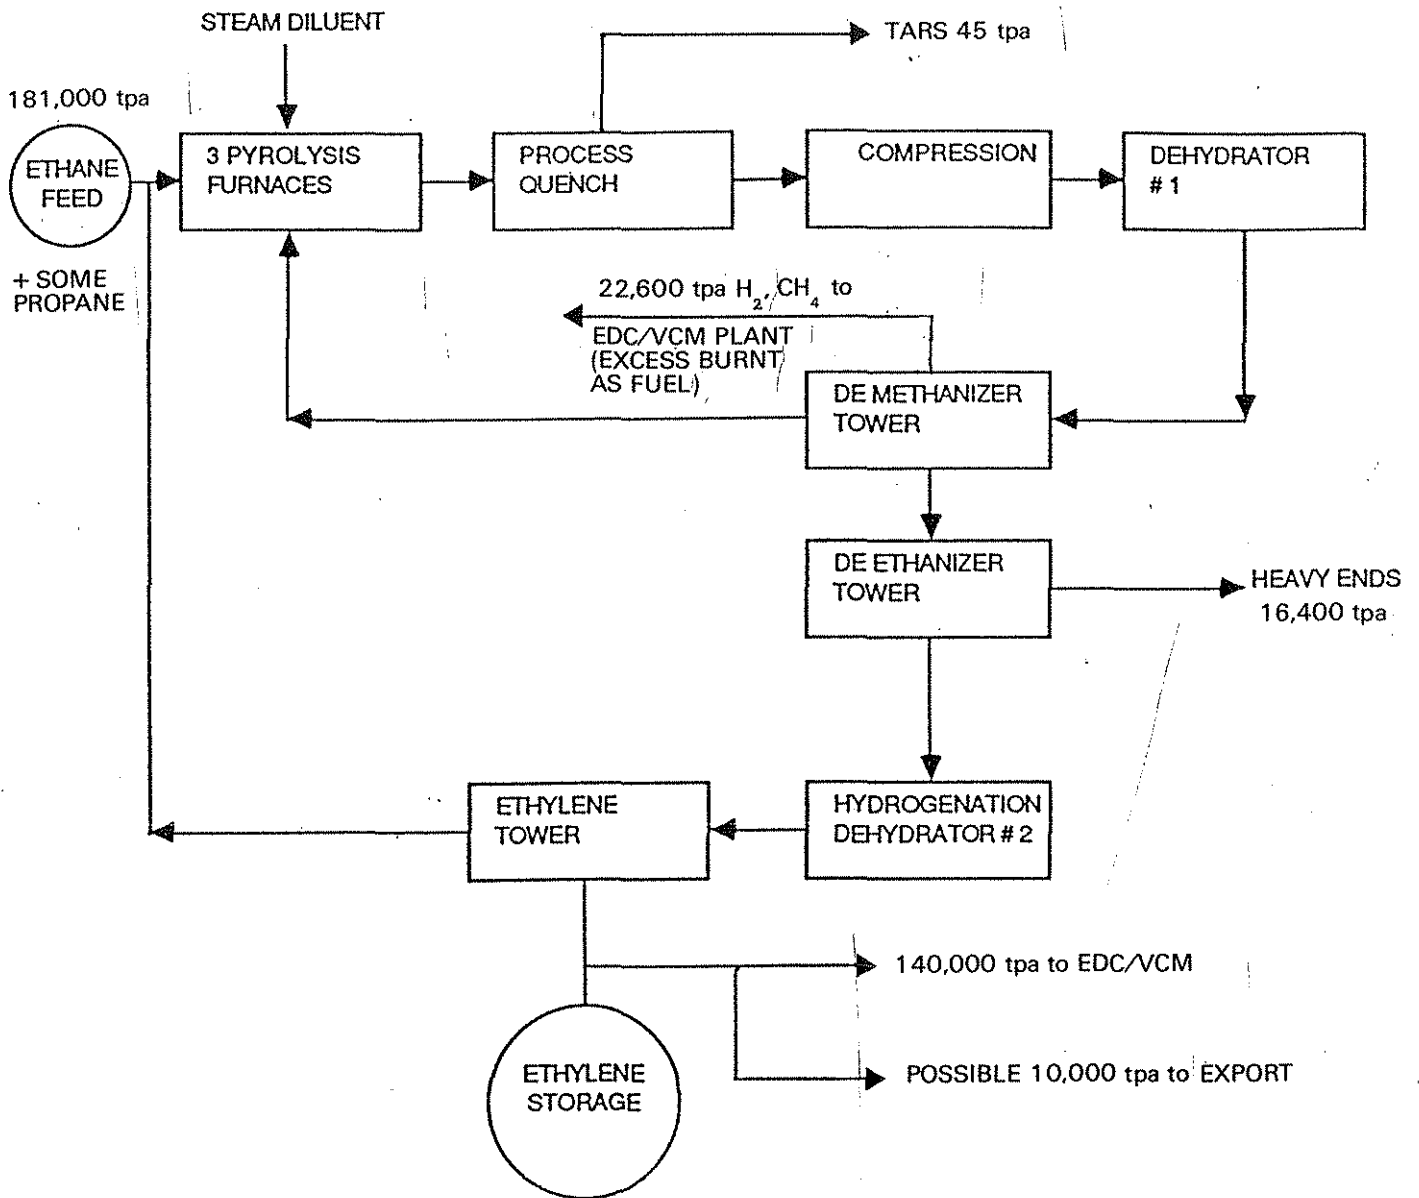 STEAM DILUENT
TARS 45 tpa
181,000 tpa
ETHANE
FEED
3 PYROLYSIS
FURNACES
PROCESS
QUENCH
COMPRESSION
DEHYDRATOR
# 1
+ SOME
PROPANE
22,600 tpa H₂, CH₄ to
EDC/VCM PLANT
(EXCESS BURNT
AS FUEL)
DE METHANIZER
TOWER
DE ETHANIZER
TOWER
HEAVY ENDS
16,400 tpa
ETHYLENE
TOWER
HYDROGENATION
DEHYDRATOR # 2
140,000 tpa to EDC/VCM
ETHYLENE
STORAGE
POSSIBLE 10,000 tpa to EXPORT